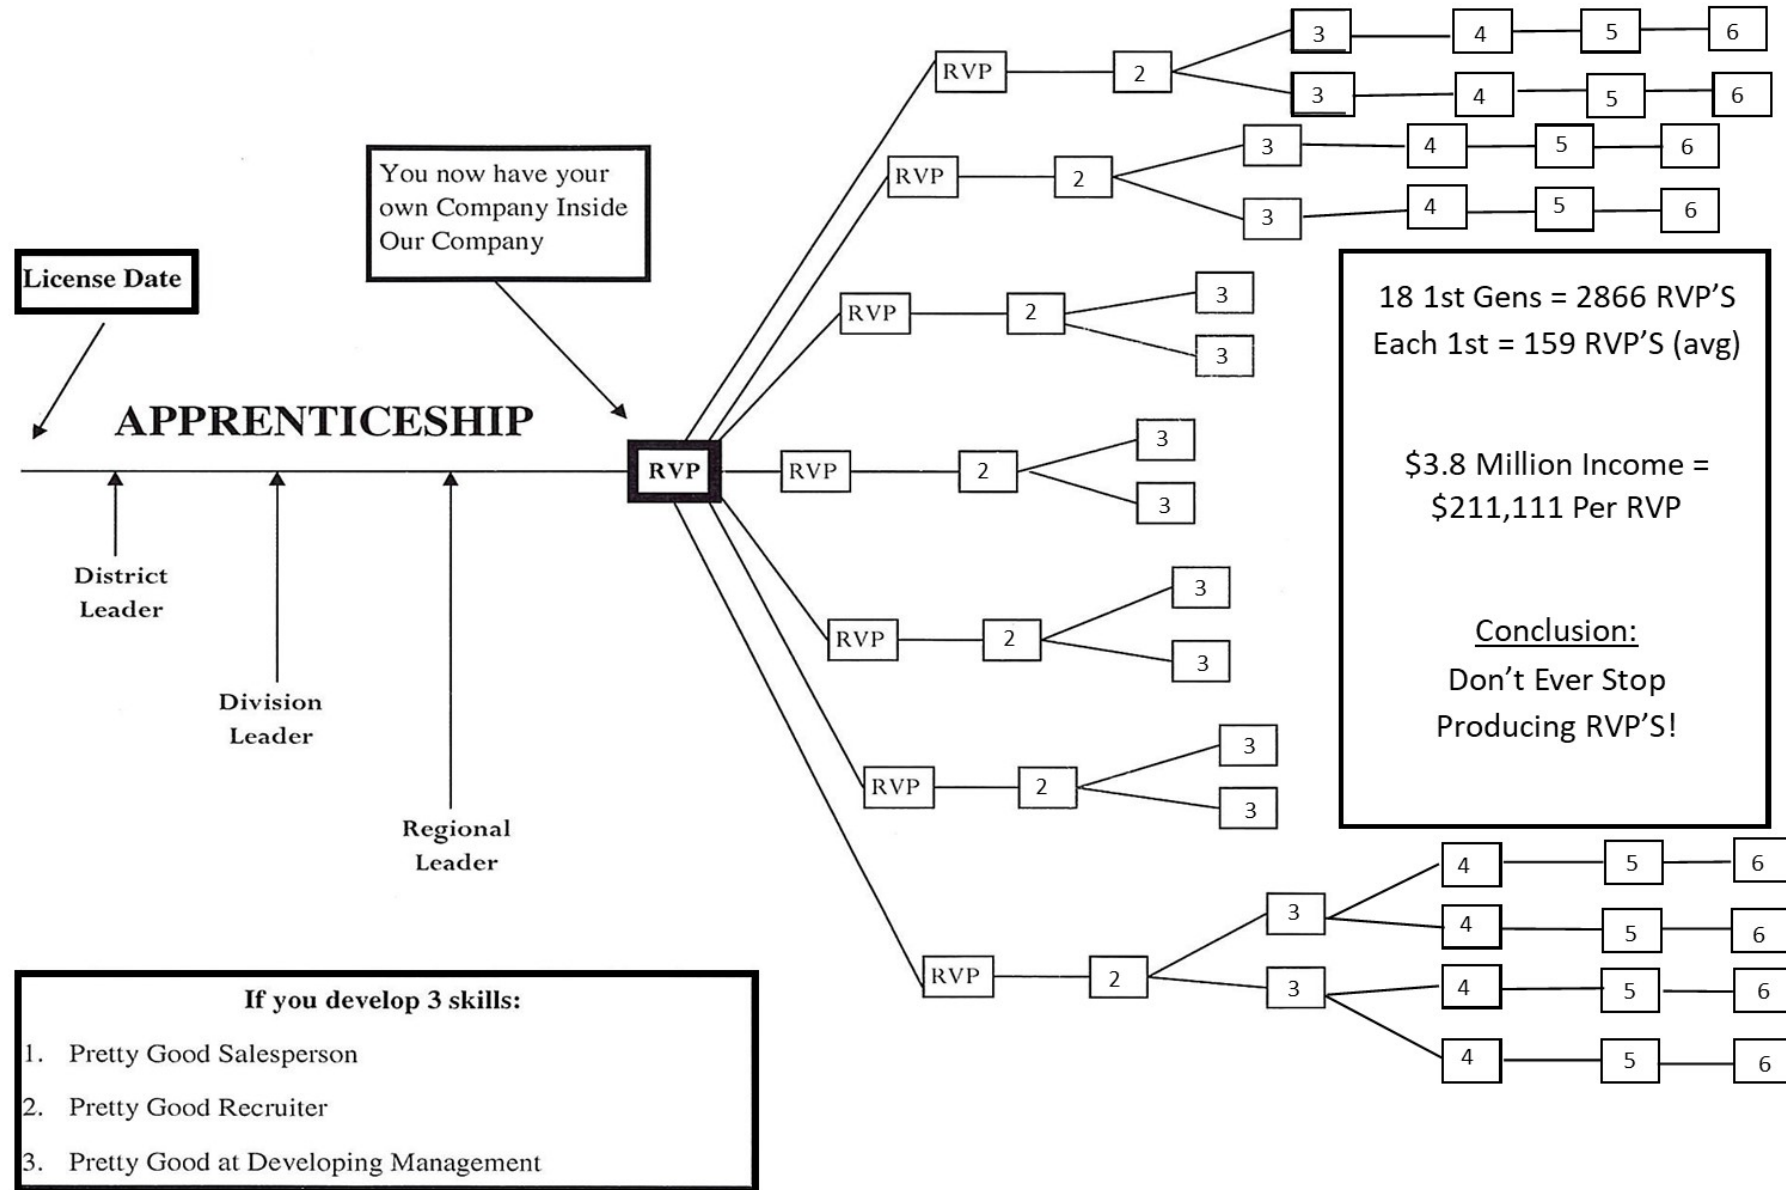 License Date
You now have your
own Company Inside
Our Company
APPRENTICESHIP
District
Leader
Division
Leader
Regional
Leader
RVP
RVP 2 3 4 5 6
3 4 5 6
RVP 2 3 4 5 6
3 4 5 6
RVP 2 3
3
RVP 2 3
3
RVP 2 3
3
RVP 2 3
3
RVP 2 3 4 5 6
4 5 6
3 4 5 6
4 5 6
18 1st Gens = 2866 RVP’S
Each 1st = 159 RVP’S (avg)
$3.8 Million Income =
$211,111 Per RVP
Conclusion:
Don’t Ever Stop
Producing RVP’S!
If you develop 3 skills:
1. Pretty Good Salesperson
2. Pretty Good Recruiter
3. Pretty Good at Developing Management